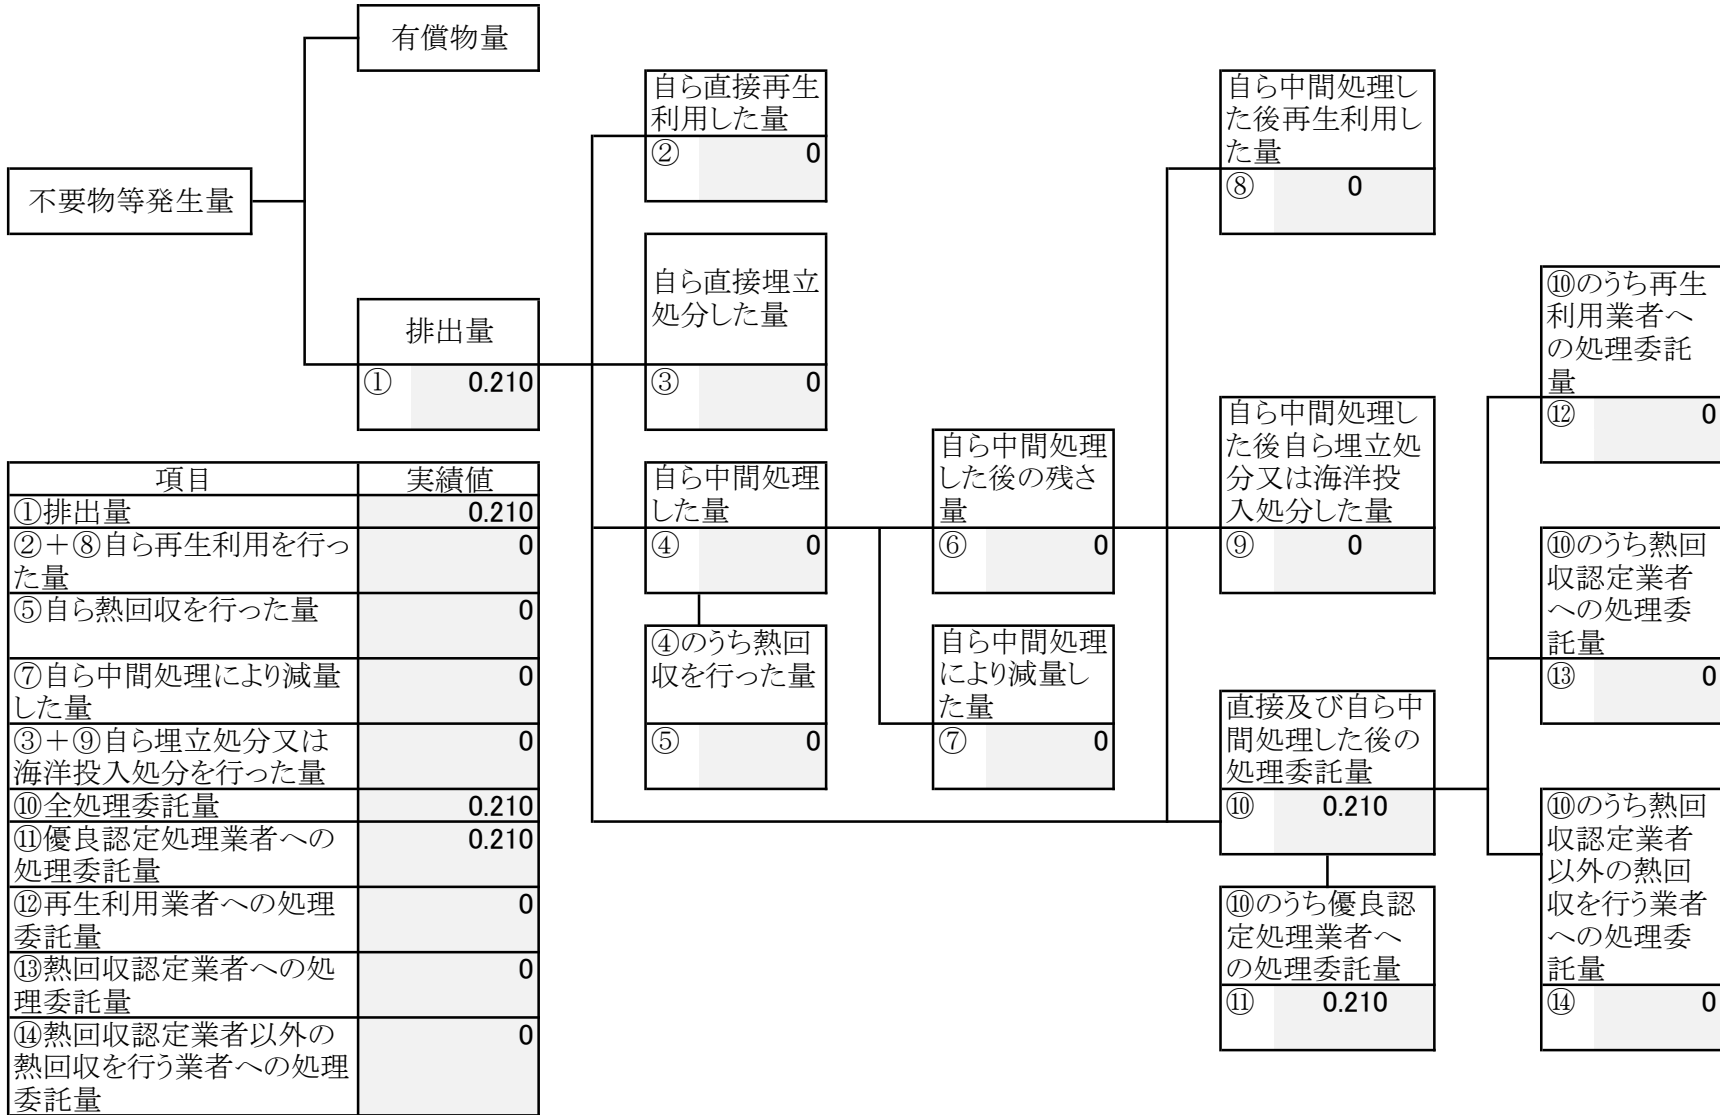 有償物量
不要物等発生量
排出量
① 0.210
自ら直接再生
利用した量
② 0
自ら直接埋立
処分した量
③ 0
自ら中間処理
した量
④ 0
④のうち熱回
収を行った量
⑤ 0
自ら中間処理
した後の残さ
量
⑥ 0
自ら中間処理
により減量し
た量
⑦ 0
自ら中間処理し
た後再生利用し
た量
⑧ 0
自ら中間処理し
た後自ら埋立処
分又は海洋投
入処分した量
⑨ 0
直接及び自ら中
間処理した後の
処理委託量
⑩ 0.210
⑩のうち優良認
定処理業者へ
の処理委託量
⑪ 0.210
⑩のうち再生
利用業者へ
の処理委託
量
⑫ 0
⑩のうち熱回
収認定業者
への処理委
託量
⑬ 0
⑩のうち熱回
収認定業者
以外の熱回
収を行う業者
への処理委
託量
⑭ 0
項目 実績値
①排出量 0.210
②+⑧自ら再生利用を行っ 0
た量
⑤自ら熱回収を行った量 0
⑦自ら中間処理により減量 0
した量
③+⑨自ら埋立処分又は 0
海洋投入処分を行った量
⑩全処理委託量 0.210
⑪優良認定処理業者への 0.210
処理委託量
⑫再生利用業者への処理 0
委託量
⑬熱回収認定業者への処 0
理委託量
⑭熱回収認定業者以外の 0
熱回収を行う業者への処理
委託量